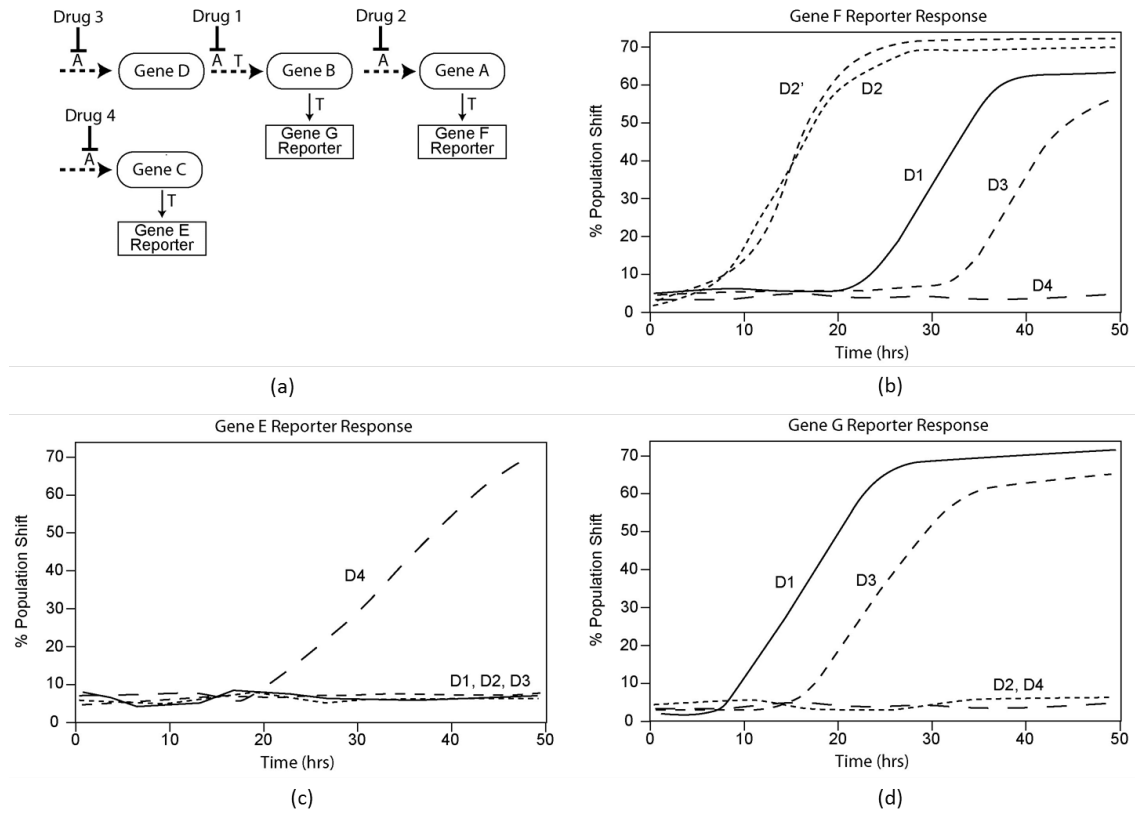 Drug 3 Drug 1 Drug 2
A A T A
Gene D Gene B Gene A
T T
Gene G
Reporter
Gene F
Reporter
Drug 4
A
Gene C
T
Gene E
Reporter
(a)
Gene F Reporter Response
% Population Shift
70
60
50
40
30
20
10
0
D2' D2
D1
D3
D4
0 10 20 30 40 50
Time (hrs)
(b)
Gene E Reporter Response
% Population Shift
70
60
50
40
30
20
10
0
D4
D1, D2, D3
0 10 20 30 40 50
Time (hrs)
(c)
Gene G Reporter Response
% Population Shift
70
60
50
40
30
20
10
0
D1 D3
D2, D4
0 10 20 30 40 50
Time (hrs)
(d)